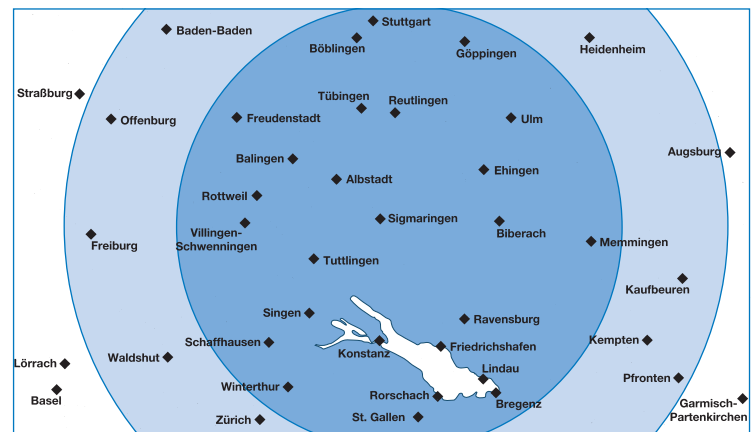 Stuttgart
Baden-Baden
Böblingen
Göppingen
Heidenheim
Straßburg
Tübingen
Reutlingen
Offenburg
Freudenstadt
Ulm
Augsburg
Balingen
Ehingen
Albstadt
Rottweil
Sigmaringen
Villingen-
Schwenningen
Biberach
Freiburg
Memmingen
Tuttlingen
Kaufbeuren
Singen
Ravensburg
Schaffhausen
Kempten
Konstanz
Friedrichshafen
Waldshut
Lörrach
Lindau
Pfronten
Winterthur
Basel
Rorschach
Bregenz
Garmisch-
Partenkirchen
Zürich
St. Gallen